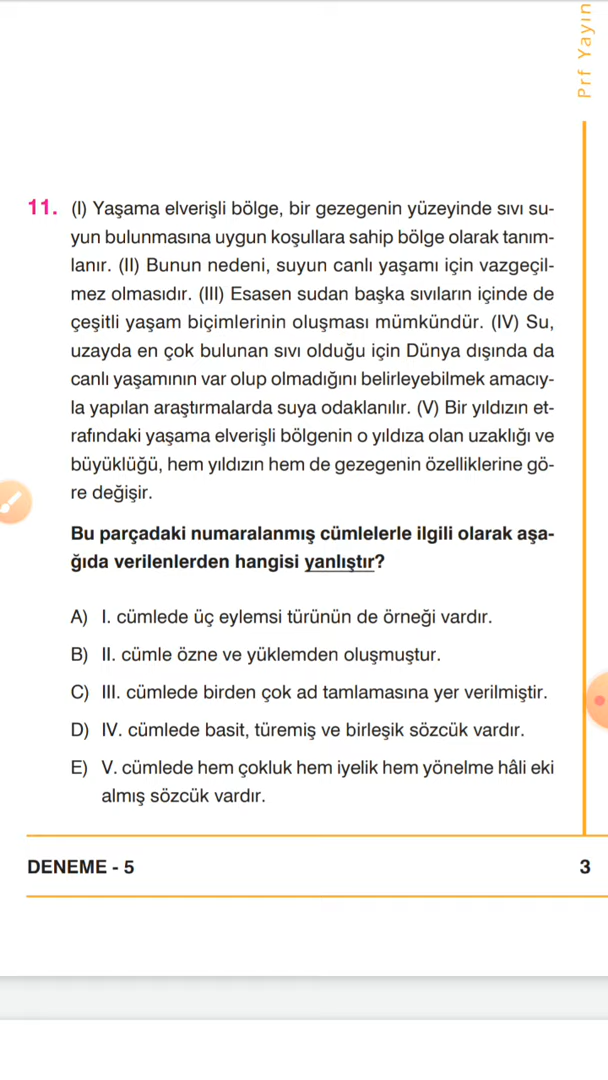 Prf Yayın
11. (I) Yaşama elverişli bölge, bir gezegenin yüzeyinde sıvı su-
yun bulunmasına uygun koşullara sahip bölge olarak tanım-
lanır. (II) Bunun nedeni, suyun canlı yaşamı için vazgeçil-
mez olmasıdır. (III) Esasen sudan başka sıvıların içinde de
çeşitli yaşam biçimlerinin oluşması mümkündür. (IV) Su,
uzayda en çok bulunan sıvı olduğu için Dünya dışında da
canlı yaşamının var olup olmadığını belirleyebilmek amacıy-
la yapılan araştırmalarda suya odaklanılır. (V) Bir yıldızın et-
rafındaki yaşama elverişli bölgenin o yıldıza olan uzaklığı ve
büyüklüğü, hem yıldızın hem de gezegenin özelliklerine gö-
re değişir.
Bu parçadaki numaralanmış cümlelerle ilgili olarak aşa-
ğıda verilenlerden hangisi yanlıştır?
A) I. cümlede üç eylemsi türünün de örneği vardır.
B) II. cümle özne ve yüklemden oluşmuştur.
C) III. cümlede birden çok ad tamlamasına yer verilmiştir.
D) IV. cümlede basit, türemiş ve birleşik sözcük vardır.
E) V. cümlede hem çokluk hem iyelik hem yönelme hâli eki
almış sözcük vardır.
DENEME - 5 3